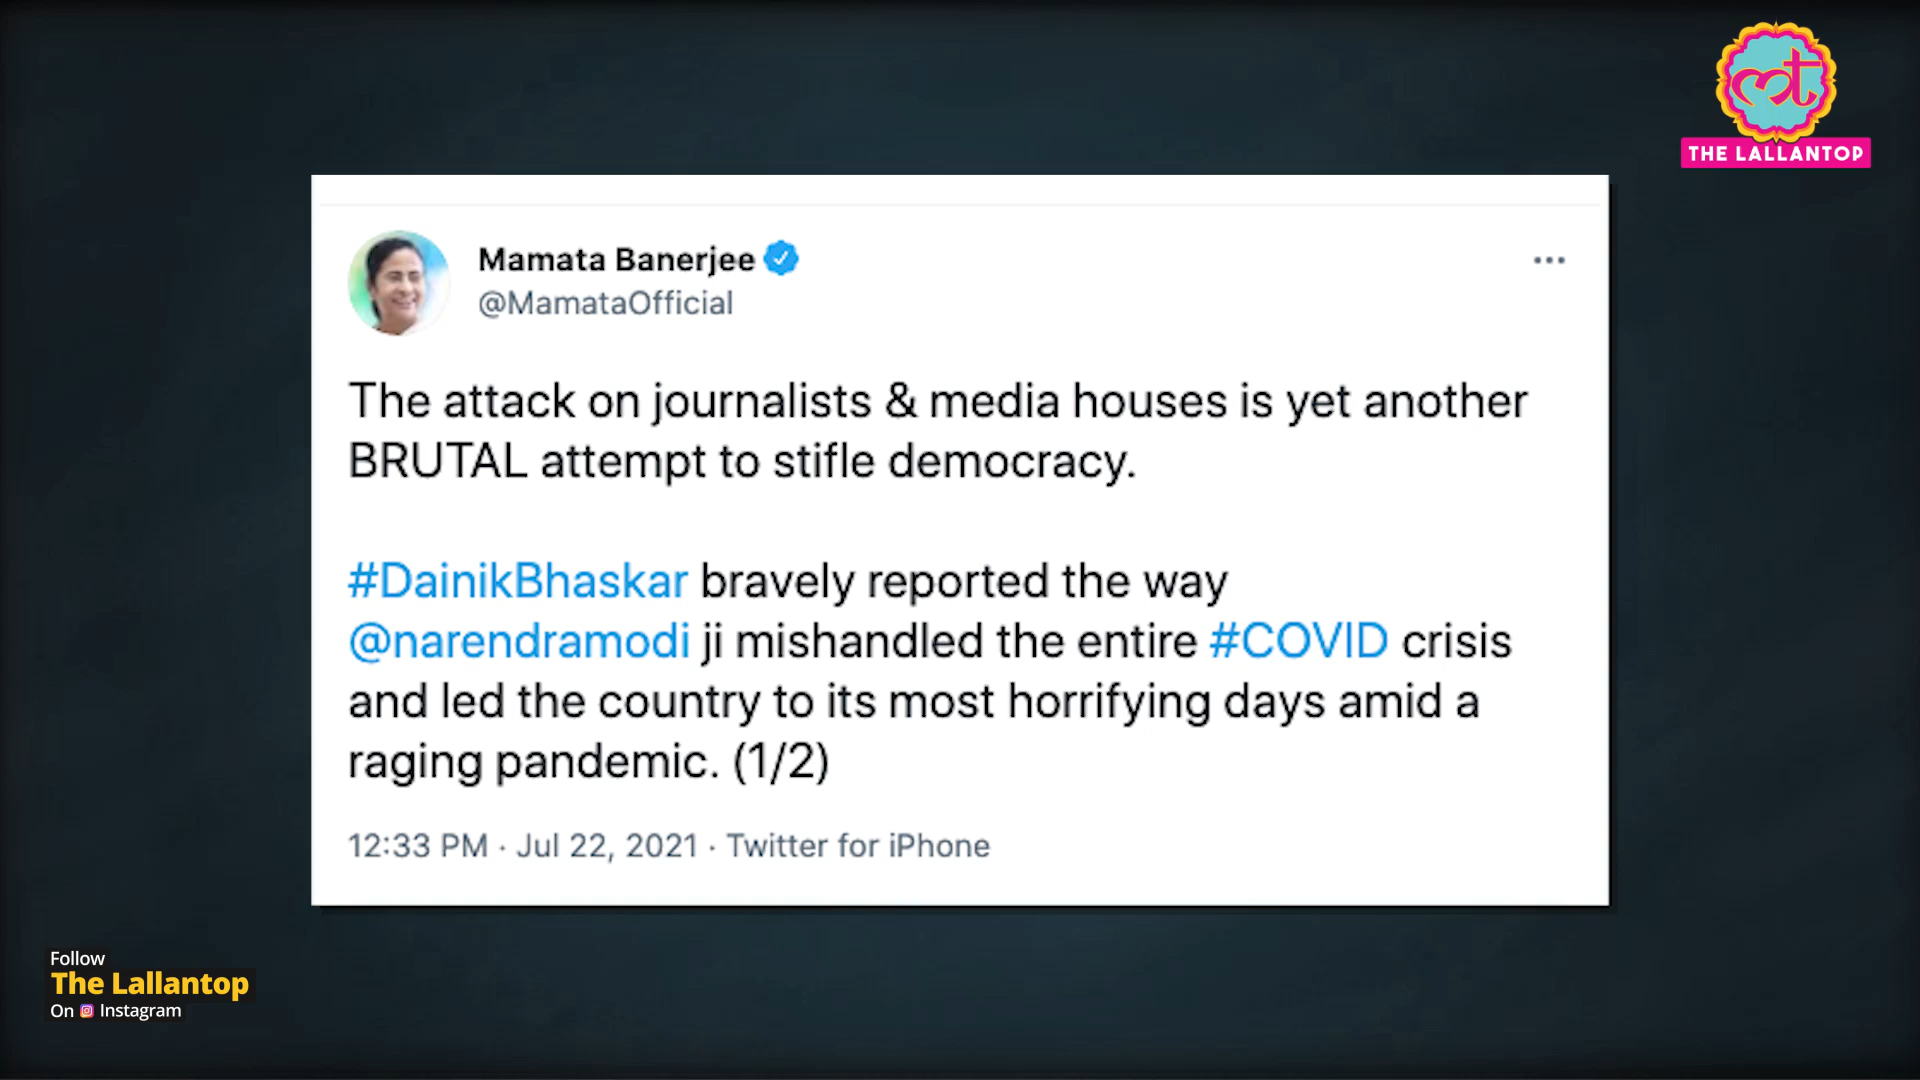 THE LALLANTOP
Mamata Banerjee
@MamataOfficial
The attack on journalists & media houses is yet another
BRUTAL attempt to stifle democracy.
#DainikBhaskar bravely reported the way
@narendramodi ji mishandled the entire #COVID crisis
and led the country to its most horrifying days amid a
raging pandemic. (1/2)
12:33 PM · Jul 22, 2021 · Twitter for iPhone
Follow
The Lallantop
On Instagram